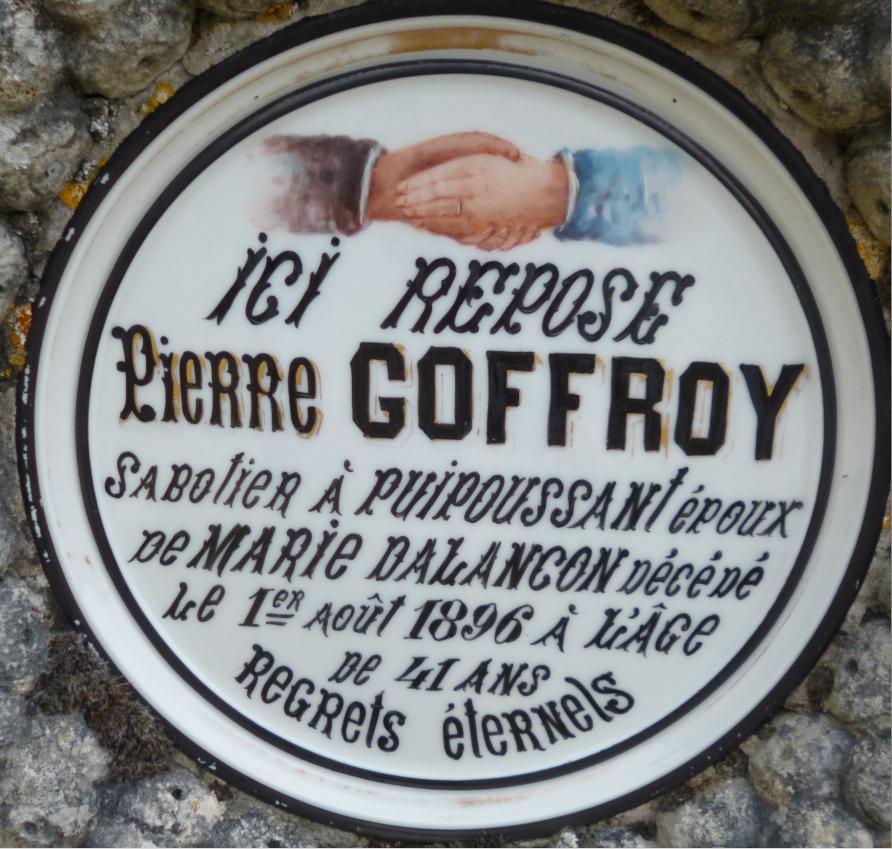 ici REPOSE
Pierre GOFFROY
SABOtieR À PUiPOUSSANt époux
de MARiE DALANCON décédé
LE 1ER août 1896 À L'ÂGE
DE 41 ANS
REGREts éteRNels